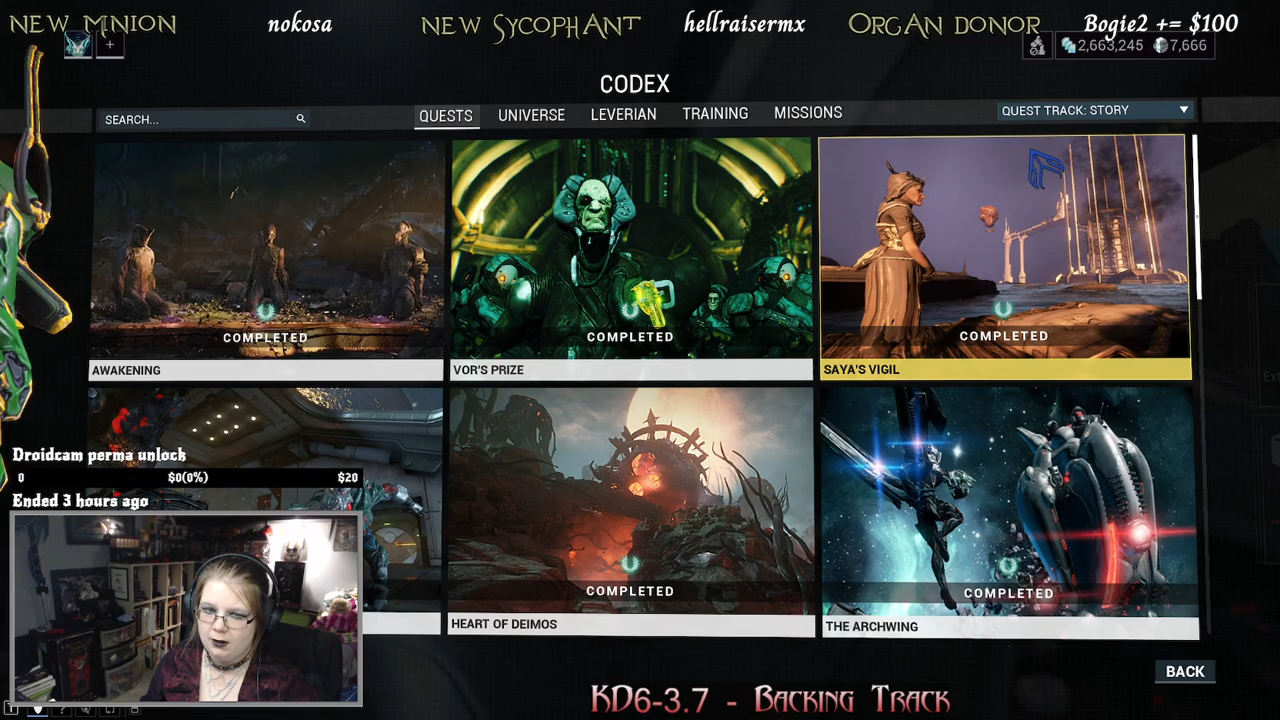 NEW MINION nokosa NEW SYCOPHANT hellraisermx ORGAN DONOR Bogie2 += $100
+ 2,663,245 7,666
CODEX
SEARCH... QUESTS UNIVERSE LEVERIAN TRAINING MISSIONS QUEST TRACK: STORY
COMPLETED COMPLETED COMPLETED
AWAKENING VOR'S PRIZE SAYA'S VIGIL
Droidcam perma unlock
0 $0(0%) $20
Ended 3 hours ago
COMPLETED COMPLETED
HEART OF DEIMOS THE ARCHWING
BACK
KD6-3.7 - BACKING TRACK